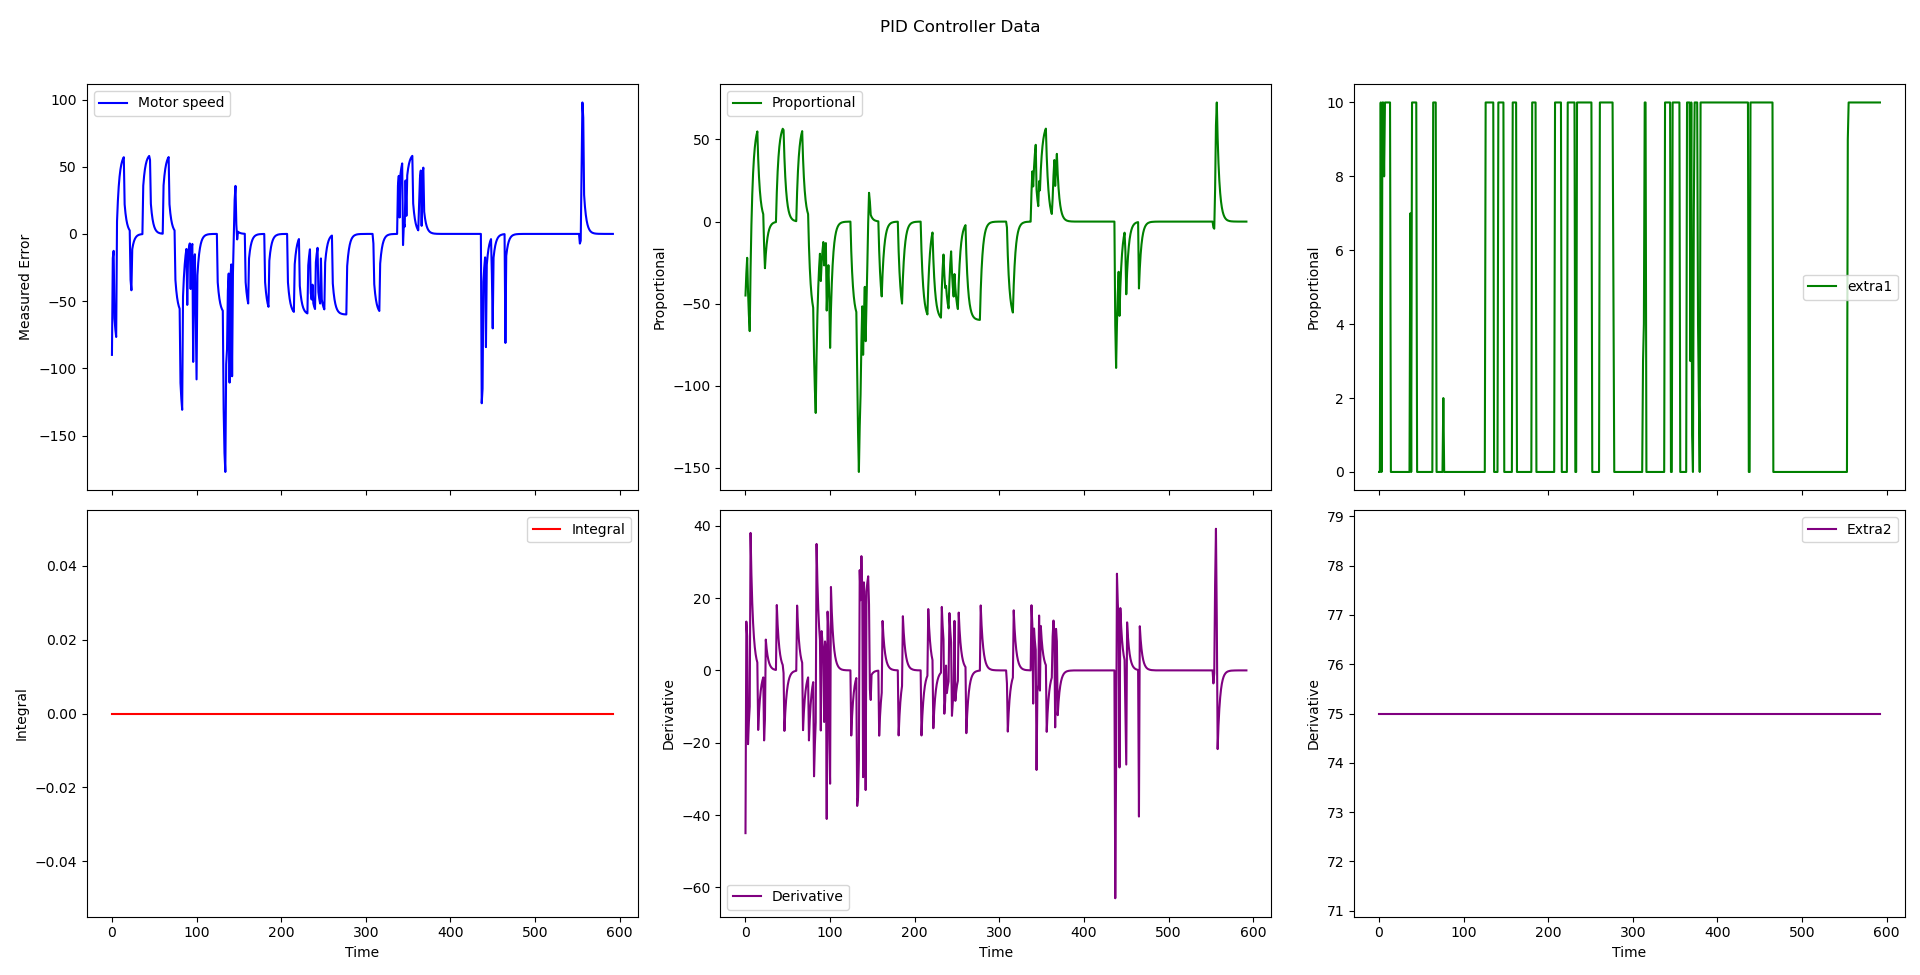 PID Controller Data
Motor speed
100
50
0
−50
−100
−150
Measured Error
Proportional
50
0
−50
−100
−150
Proportional
extra1
10
8
6
4
2
0
Proportional
Integral
0.04
0.02
0.00
−0.02
−0.04
Integral
0 100 200 300 400 500 600
Time
Derivative
40
20
0
−20
−40
−60
Derivative
0 100 200 300 400 500 600
Time
Extra2
79
78
77
76
75
74
73
72
71
Derivative
0 100 200 300 400 500 600
Time